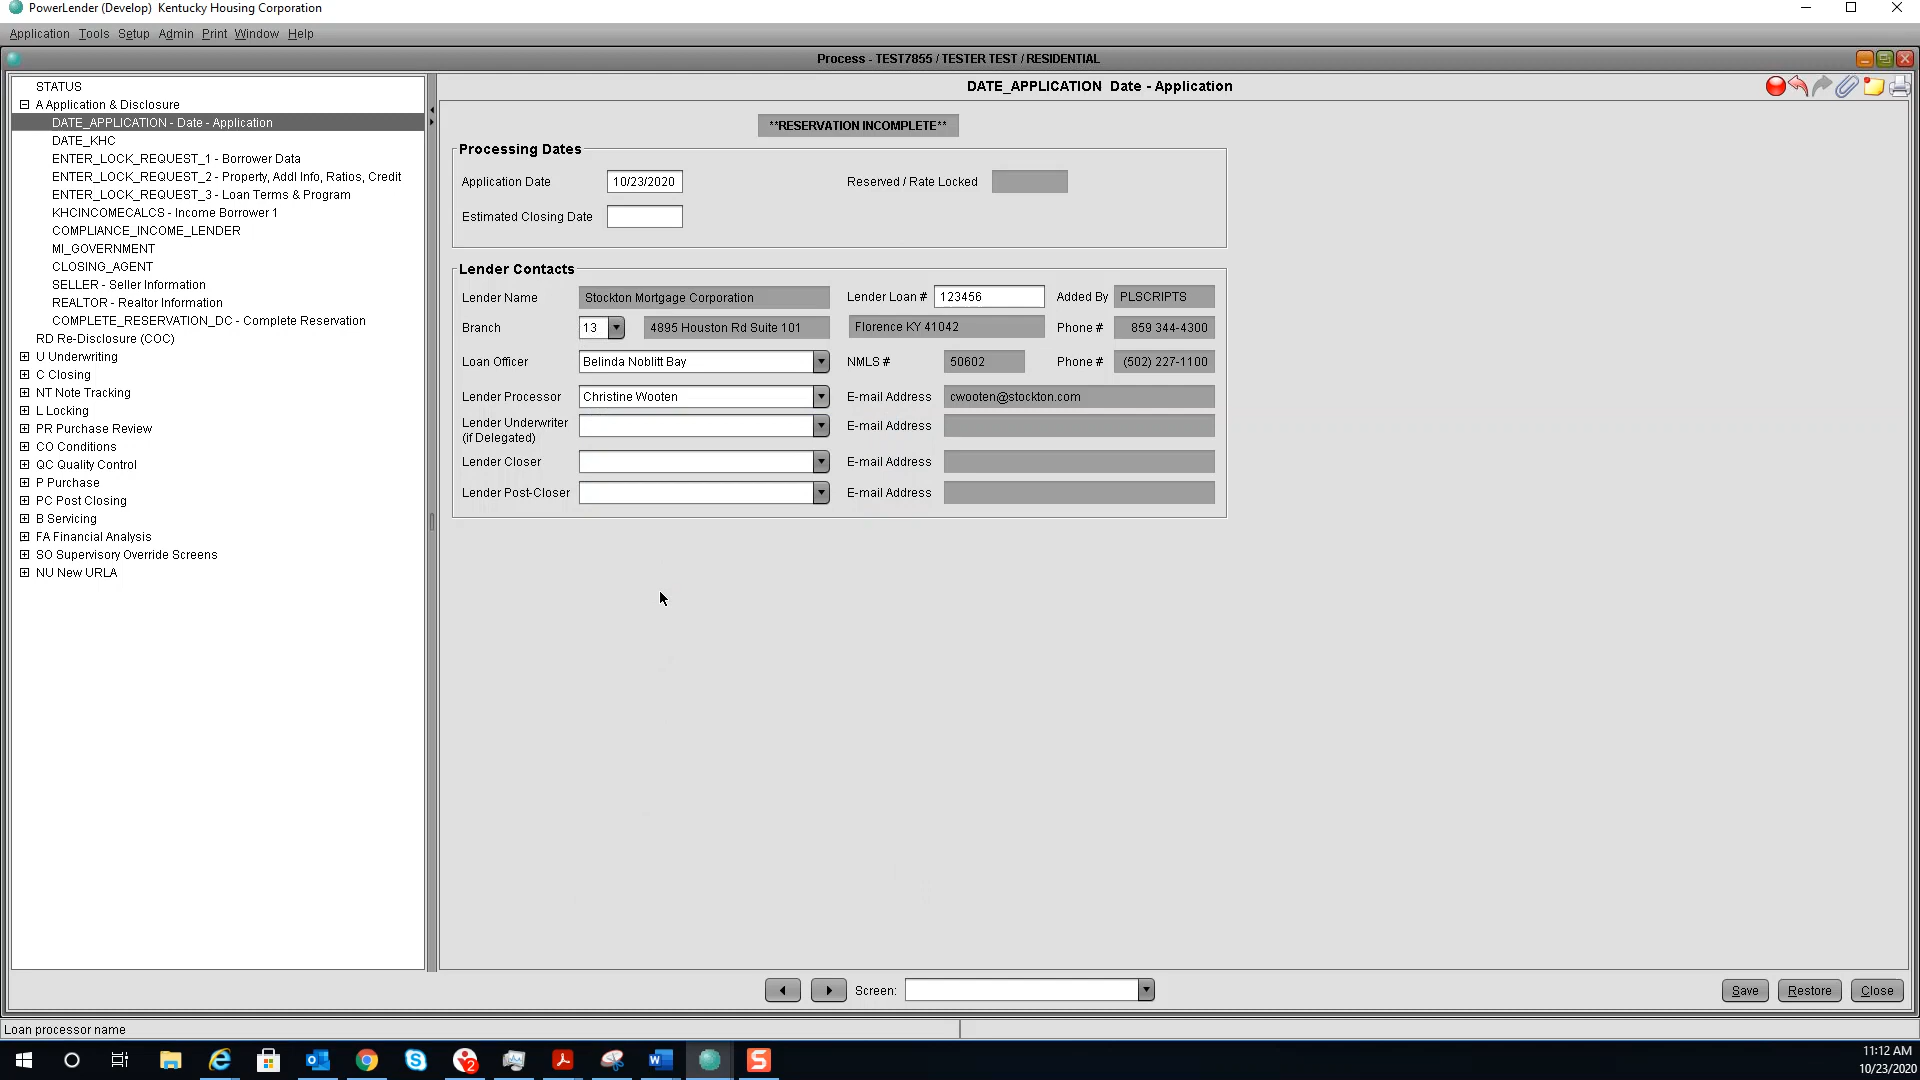 PowerLender (Develop)  Kentucky Housing Corporation
Application  Tools  Setup  Admin  Print  Window  Help
Process - TEST7855 / TESTER TEST / RESIDENTIAL
STATUS
A Application & Disclosure
DATE_APPLICATION - Date - Application
DATE_KHC
ENTER_LOCK_REQUEST_1 - Borrower Data
ENTER_LOCK_REQUEST_2 - Property, Addl Info, Ratios, Credit
ENTER_LOCK_REQUEST_3 - Loan Terms & Program
KHCINCOMECALCS - Income Borrower 1
COMPLIANCE_INCOME_LENDER
MI_GOVERNMENT
CLOSING_AGENT
SELLER - Seller Information
REALTOR - Realtor Information
COMPLETE_RESERVATION_DC - Complete Reservation
RD Re-Disclosure (COC)
U Underwriting
C Closing
NT Note Tracking
L Locking
PR Purchase Review
CO Conditions
QC Quality Control
P Purchase
PC Post Closing
B Servicing
FA Financial Analysis
SO Supervisory Override Screens
NU New URLA
DATE_APPLICATION  Date - Application
**RESERVATION INCOMPLETE**
Processing Dates
Application Date  10/23/2020  Reserved / Rate Locked
Estimated Closing Date
Lender Contacts
Lender Name  Stockton Mortgage Corporation  Lender Loan #  123456  Added By  PLSCRIPTS
Branch  13  4895 Houston Rd Suite 101  Florence KY 41042  Phone #  859 344-4300
Loan Officer  Belinda Noblitt Bay  NMLS #  50602  Phone #  (502) 227-1100
Lender Processor  Christine Wooten  E-mail Address  cwooten@stockton.com
Lender Underwriter  E-mail Address
(if Delegated)
Lender Closer  E-mail Address
Lender Post-Closer  E-mail Address
Screen:  Save  Restore  Close
Loan processor name
11:12 AM
10/23/2020